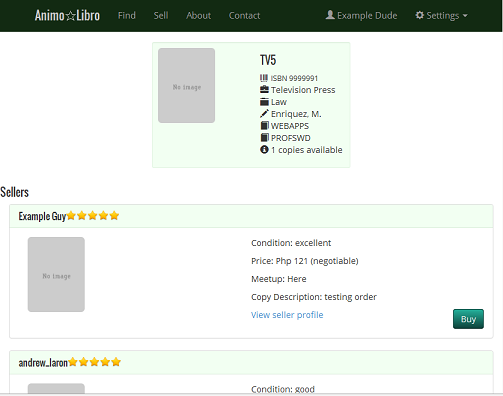 Animo☆Libro Find Sell About Contact Example Dude Settings
No image
TV5
ISBN 9999991
Television Press
Law
Enriquez, M.
WEBAPPS
PROFSWD
1 copies available
Sellers
Example Guy
No image
Condition: excellent
Price: Php 121 (negotiable)
Meetup: Here
Copy Description: testing order
View seller profile
Buy
andrew_laron
Condition: good